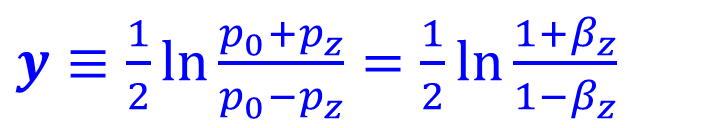 y ≡ 1/2 ln (p₀+p_z)/(p₀−p_z) = 1/2 ln (1+β_z)/(1−β_z)